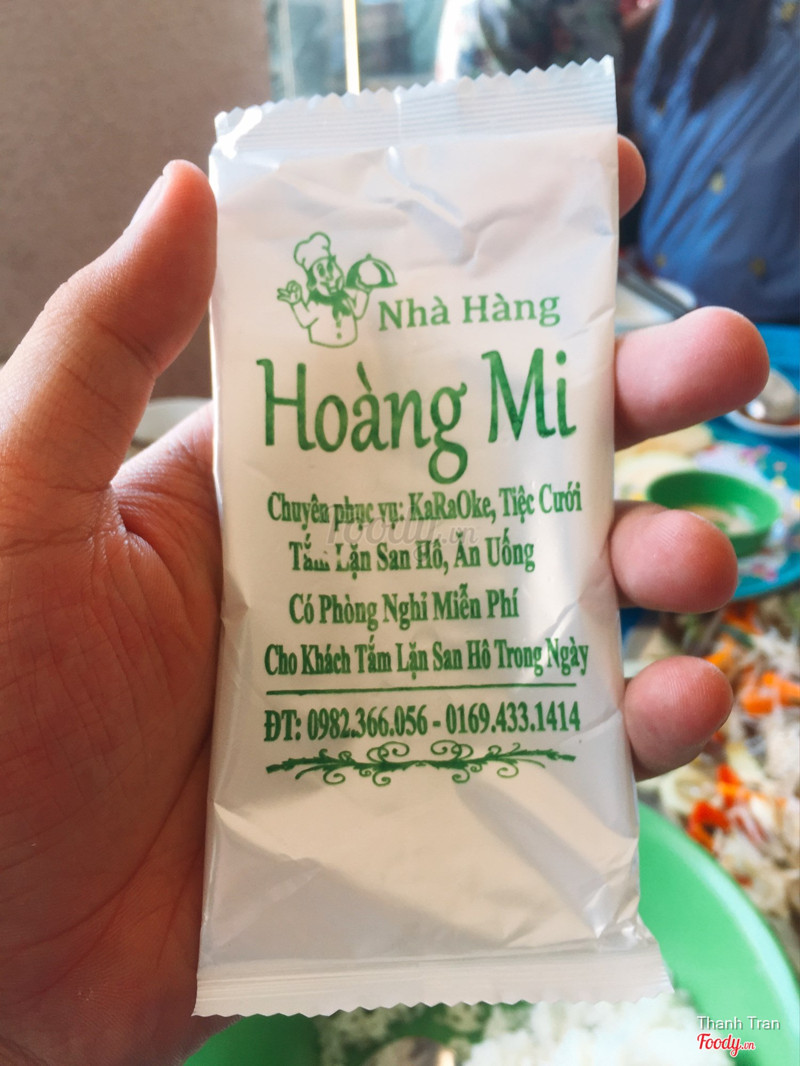 Nhà Hàng
Hoàng Mi
Chuyên phục vụ: KaRaOke, Tiệc Cưới
Tắm Lặn San Hô, Ăn Uống
Có Phòng Nghỉ Miễn Phí
Cho Khách Tắm Lặn San Hô Trong Ngày
ĐT: 0982.366.056 - 0169.433.1414
Foody.vn
Thanh Tran
Foody.vn